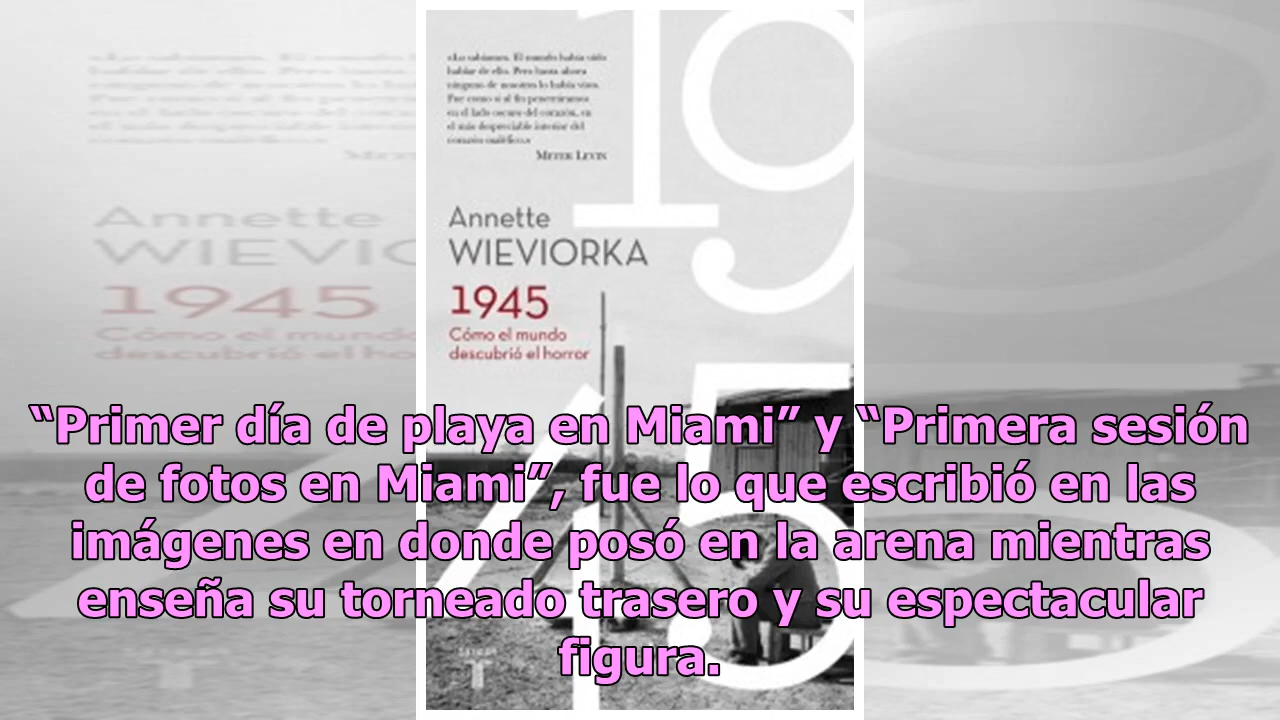 19
«Lo sabíamos. El mundo había oído
hablar de ello. Pero hasta ahora
ninguno de nosotros lo había visto.
Fue como si al fin penetráramos
en el lado oscuro del corazón, en
el más despreciable interior del
corazón maléfico.»
METER LEVIN
Annette
WIEVIORKA
1945
Cómo el mundo
descubrió el horror
45
“Primer día de playa en Miami” y “Primera sesión
de fotos en Miami”, fue lo que escribió en las
imágenes en donde posó en la arena mientras
enseña su torneado trasero y su espectacular
figura.